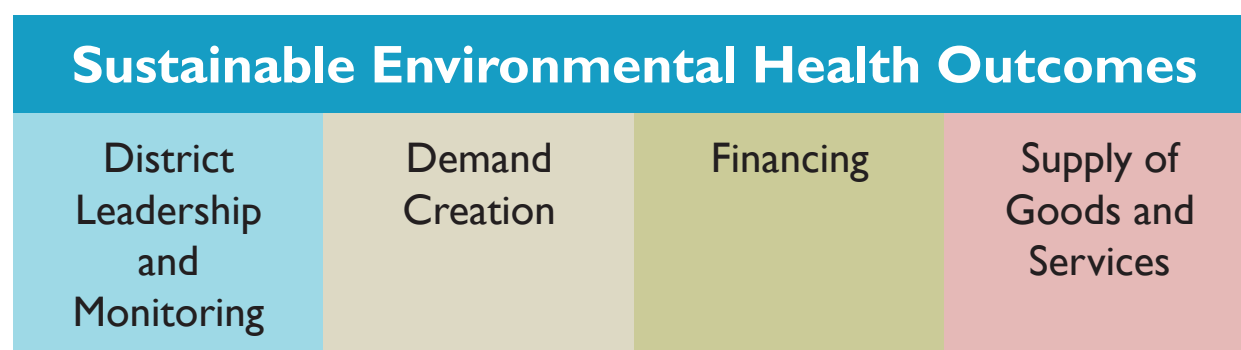 Sustainable Environmental Health Outcomes
District
Leadership
and
Monitoring
Demand
Creation
Financing
Supply of
Goods and
Services